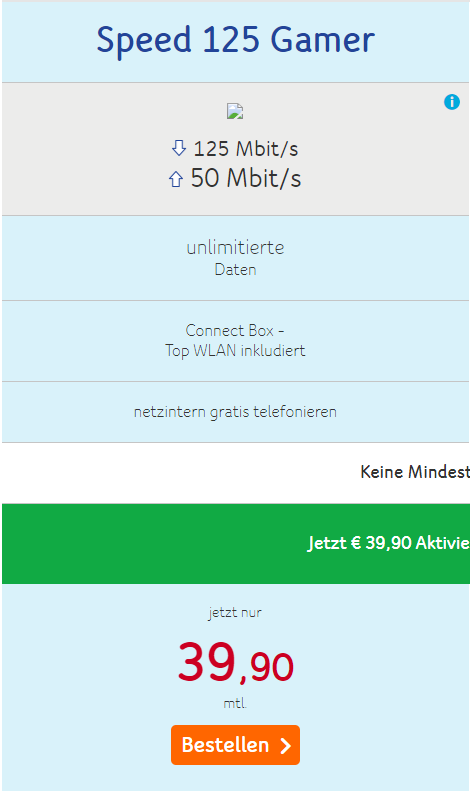 Speed 125 Gamer
i
125 Mbit/s
50 Mbit/s
unlimitierte
Daten
Connect Box -
Top WLAN inkludiert
netzintern gratis telefonieren
Keine Mindest
Jetzt € 39,90 Aktivie
jetzt nur
39,90
mtl.
Bestellen